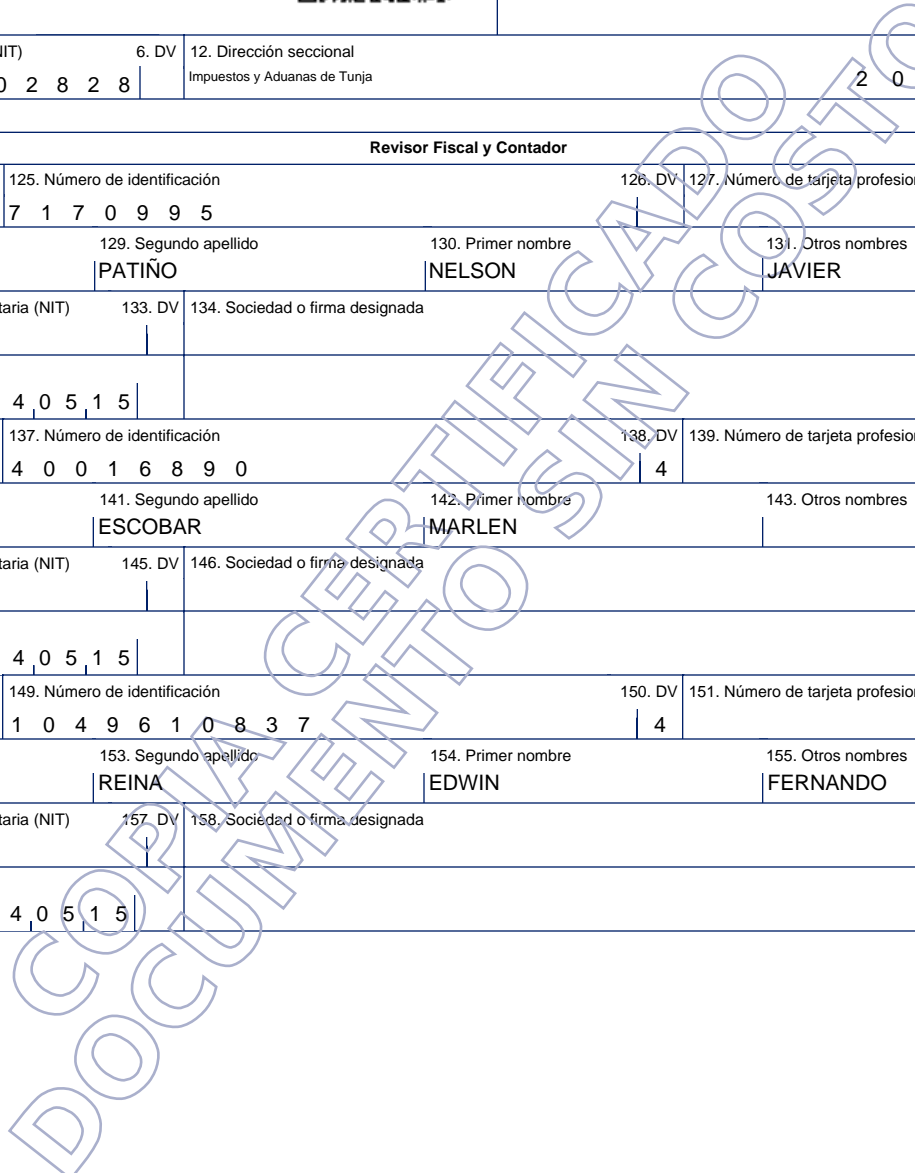 NIT) 6. DV 12. Dirección seccional
0 2 8 2 8 Impuestos y Aduanas de Tunja 2 0
Revisor Fiscal y Contador
125. Número de identificación 126. DV 127. Número de tarjeta profesion
7 1 7 0 9 9 5
129. Segundo apellido 130. Primer nombre 131. Otros nombres
PATIÑO NELSON JAVIER
taria (NIT) 133. DV 134. Sociedad o firma designada
4 0 5 1 5
137. Número de identificación 138. DV 139. Número de tarjeta profesion
4 0 0 1 6 8 9 0 4
141. Segundo apellido 142. Primer nombre 143. Otros nombres
ESCOBAR MARLEN
taria (NIT) 145. DV 146. Sociedad o firma designada
4 0 5 1 5
149. Número de identificación 150. DV 151. Número de tarjeta profesion
1 0 4 9 6 1 0 8 3 7 4
153. Segundo apellido 154. Primer nombre 155. Otros nombres
REINA EDWIN FERNANDO
taria (NIT) 157. DV 158. Sociedad o firma designada
4 0 5 1 5
COPIA CERTIFICADO
DOCUMENTO SIN COSTO